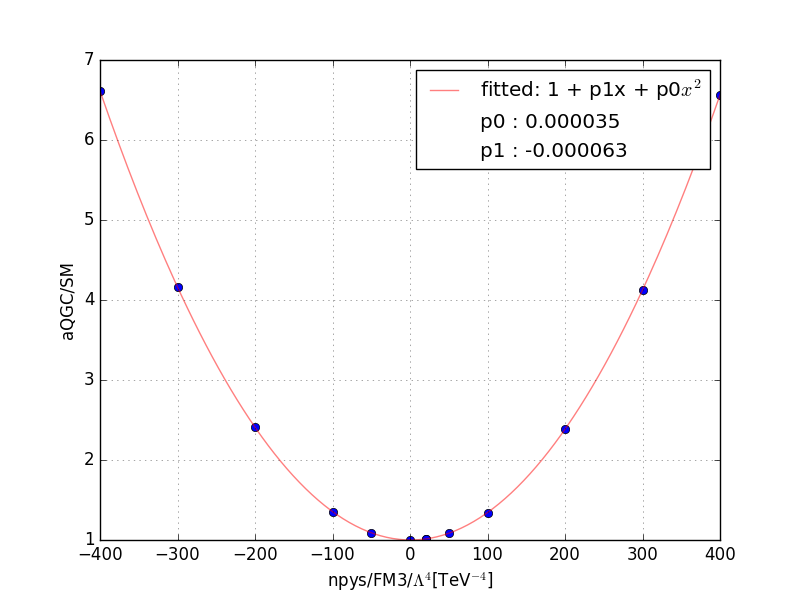 7
6
5
4
3
2
1
aQGC/SM
fitted: 1 + p1x + p0x²
p0 : 0.000035
p1 : -0.000063
−400 −300 −200 −100 0 100 200 300 400
npys/FM3/Λ⁴[TeV⁻⁴]